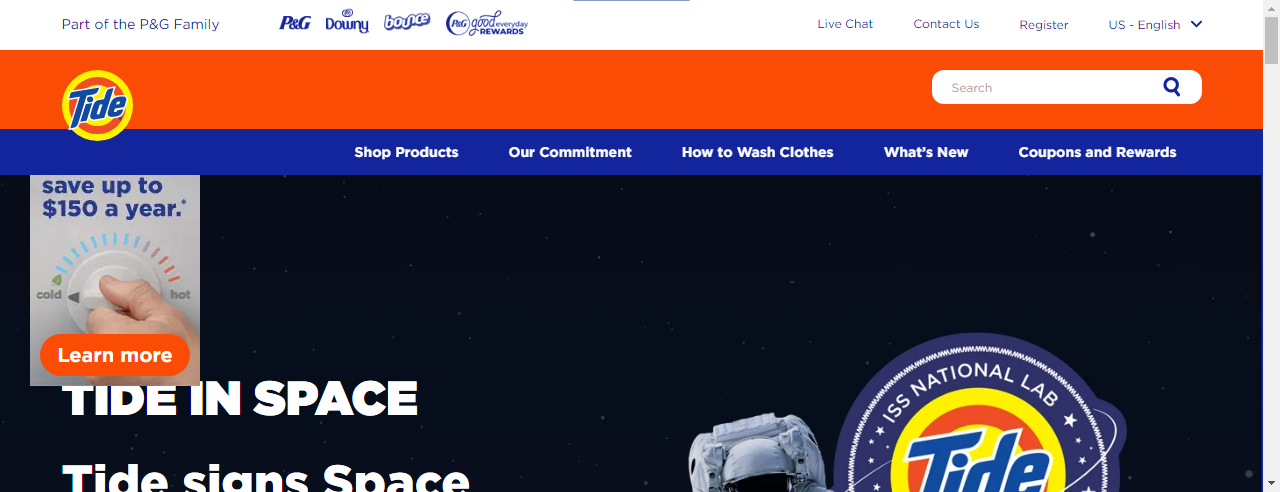 Part of the P&G Family
P&G
Downy
bounce
P&G good everyday
REWARDS
Live Chat
Contact Us
Register
US - English
Tide
Search
Shop Products
Our Commitment
How to Wash Clothes
What's New
Coupons and Rewards
save up to
$150 a year.*
cold
hot
Learn more
TIDE IN SPACE
Tide signs Space
ISS NATIONAL LAB
Tide